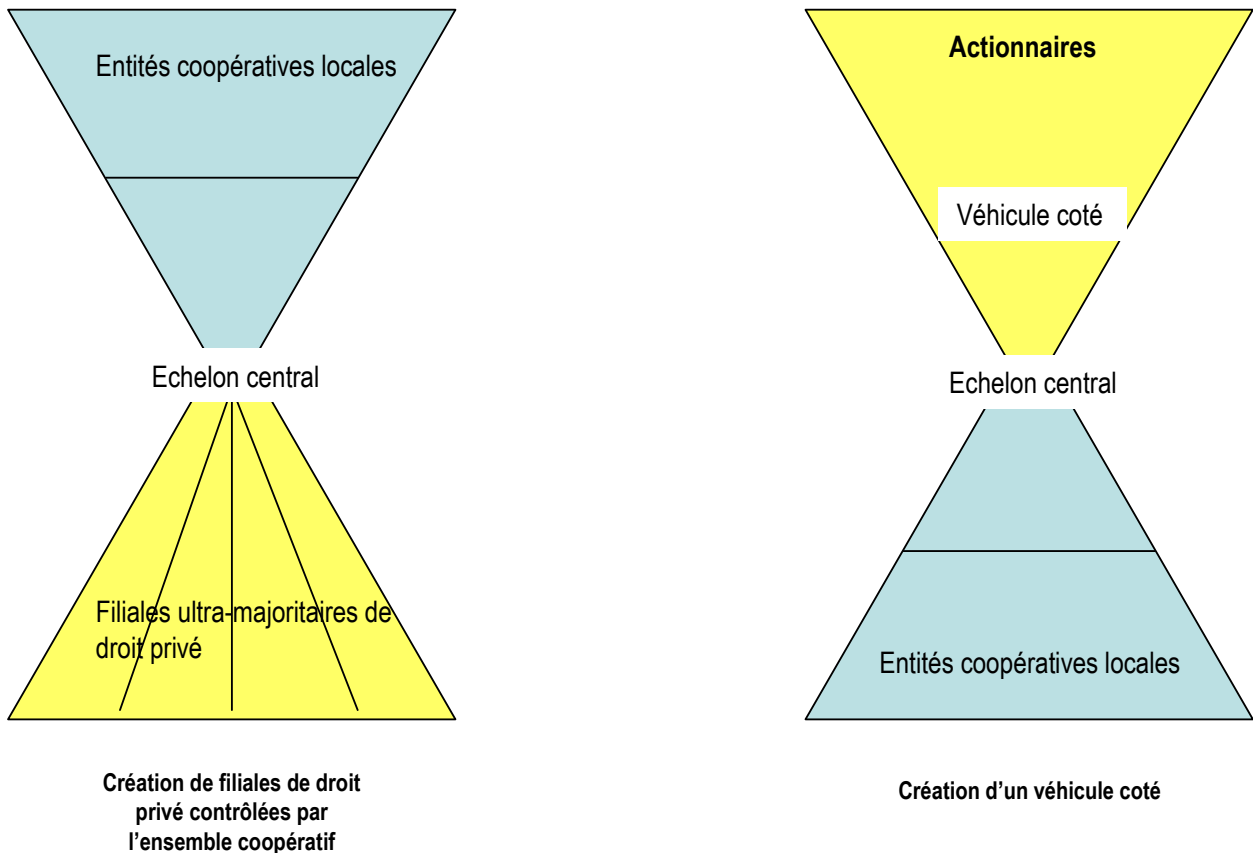 Entités coopératives locales
Echelon central
Filiales ultra-majoritaires de
droit privé
Création de filiales de droit
privé contrôlées par
l'ensemble coopératif
Actionnaires
Véhicule coté
Echelon central
Entités coopératives locales
Création d'un véhicule coté